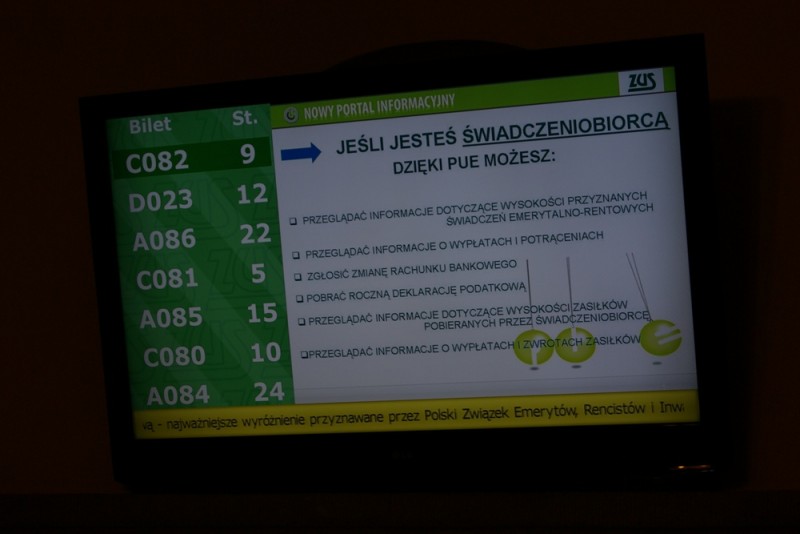 Bilet St.
C082 9
D023 12
A086 22
C081 5
A085 15
C080 10
A084 24
NOWY PORTAL INFORMACYJNY
ZUS
JEŚLI JESTEŚ ŚWIADCZENIOBIORCĄ
DZIĘKI PUE MOŻESZ:
PRZEGLĄDAĆ INFORMACJE DOTYCZĄCE WYSOKOŚCI PRZYZNANYCH
ŚWIADCZEŃ EMERYTALNO-RENTOWYCH
PRZEGLĄDAĆ INFORMACJE O WYPŁATACH I POTRĄCENIACH
ZGŁOSIĆ ZMIANĘ RACHUNKU BANKOWEGO
POBRAĆ ROCZNĄ DEKLARACJĘ PODATKOWĄ
PRZEGLĄDAĆ INFORMACJE DOTYCZĄCE WYSOKOŚCI ZASIŁKÓW
POBIERANYCH PRZEZ ŚWIADCZENIOBIORCĘ
PRZEGLĄDAĆ INFORMACJE O WYPŁATACH I ZWROTACH ZASIŁKÓW
wą - najważniejsze wyróżnienie przyznawane przez Polski Związek Emerytów, Rencistów i Inwa